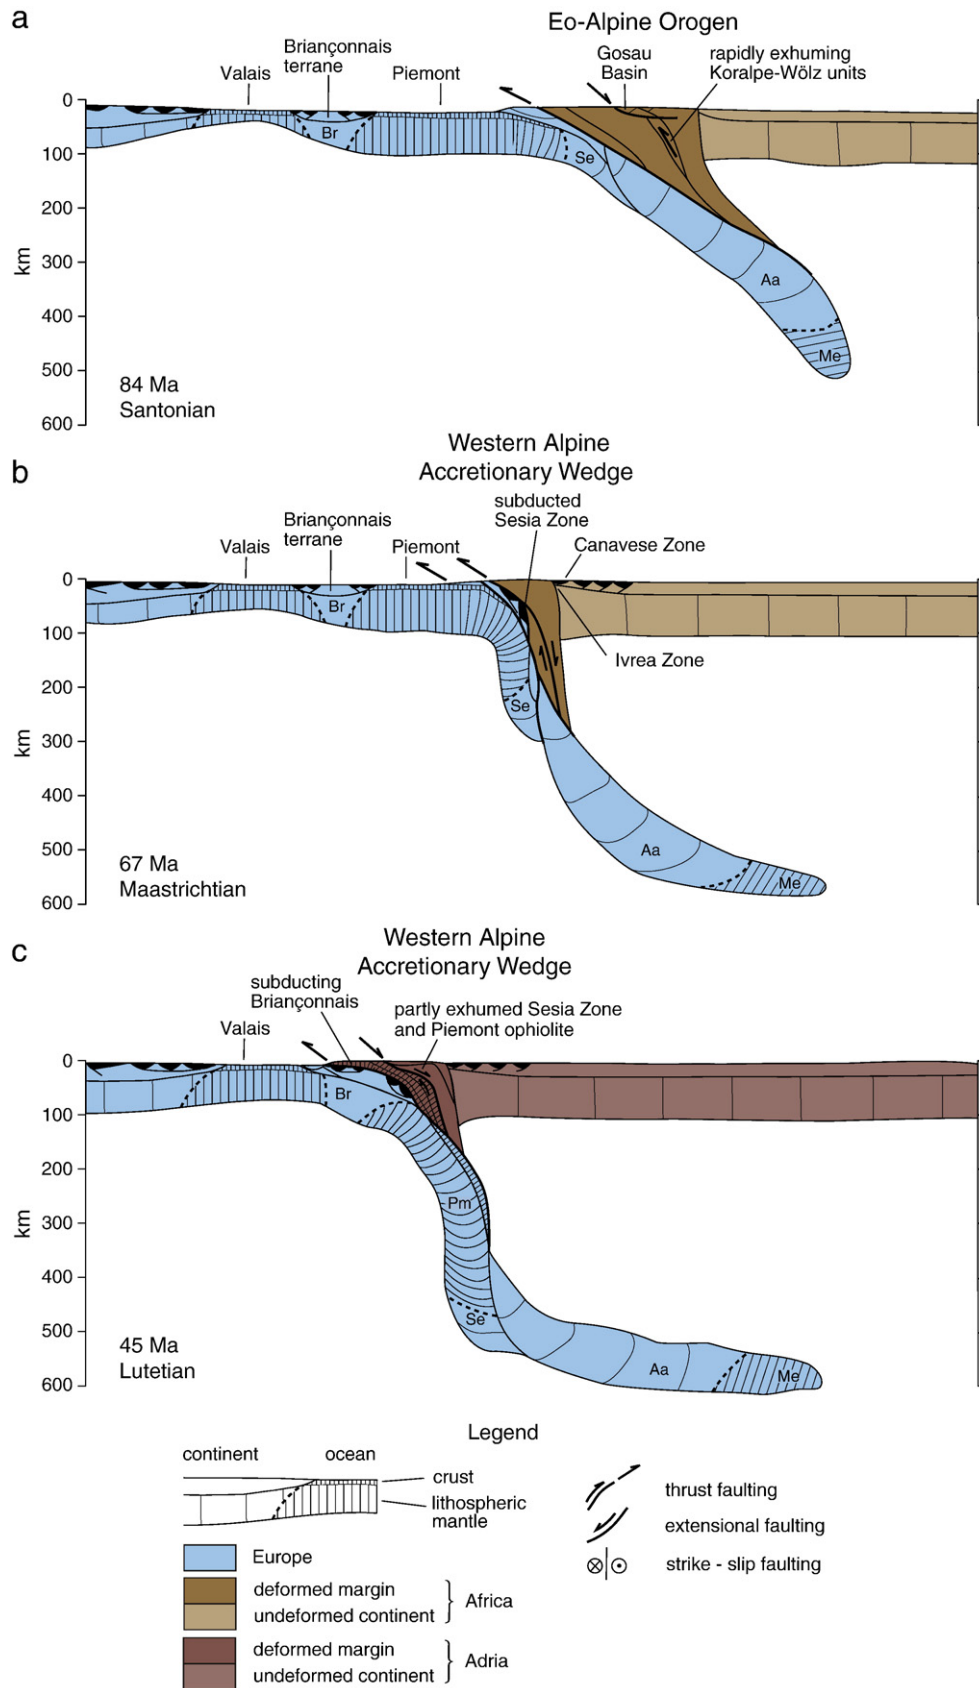 a
Eo-Alpine Orogen
Briançonnais
terrane
Valais
Piemont
Gosau
Basin
rapidly exhuming
Koralpe-Wölz units
0
100
200
300
400
500
600
km
Br
Se
Aa
Me
84 Ma
Santonian
b
Western Alpine
Accretionary Wedge
subducted
Sesia Zone
Briançonnais
terrane
Valais
Piemont
Canavese Zone
Ivrea Zone
0
100
200
300
400
500
600
km
Br
Se
Aa
Me
67 Ma
Maastrichtian
c
Western Alpine
Accretionary Wedge
subducting
Briançonnais
partly exhumed Sesia Zone
and Piemont ophiolite
Valais
0
100
200
300
400
500
600
km
Br
Pm
Se
Aa
Me
45 Ma
Lutetian
Legend
continent
ocean
crust
lithospheric
mantle
thrust faulting
extensional faulting
strike - slip faulting
Europe
deformed margin
undeformed continent
Africa
deformed margin
undeformed continent
Adria